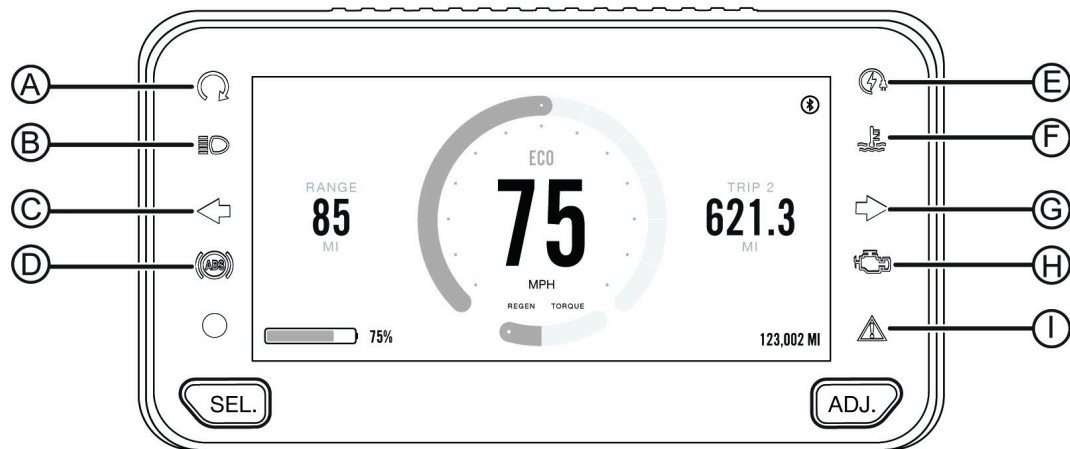 A
B
C
D
ABS
SEL.
RANGE
85
MI
75%
ECO
75
MPH
REGEN TORQUE
TRIP 2
621.3
MI
123,002 MI
ADJ.
E
F
G
H
I